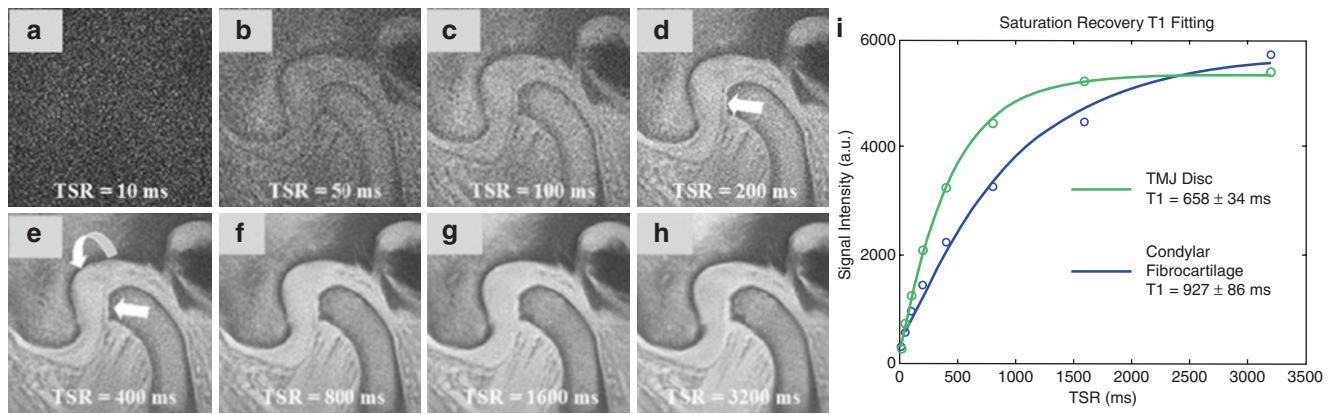 a
TSR = 10 ms
b
TSR = 50 ms
c
TSR = 100 ms
d
TSR = 200 ms
e
TSR = 400 ms
f
TSR = 800 ms
g
TSR = 1600 ms
h
TSR = 3200 ms
i
Saturation Recovery T1 Fitting
Signal Intensity (a.u.)
6000
4000
2000
0
TMJ Disc
T1 = 658 ± 34 ms
Condylar
Fibrocartilage
T1 = 927 ± 86 ms
0 500 1000 1500 2000 2500 3000 3500
TSR (ms)